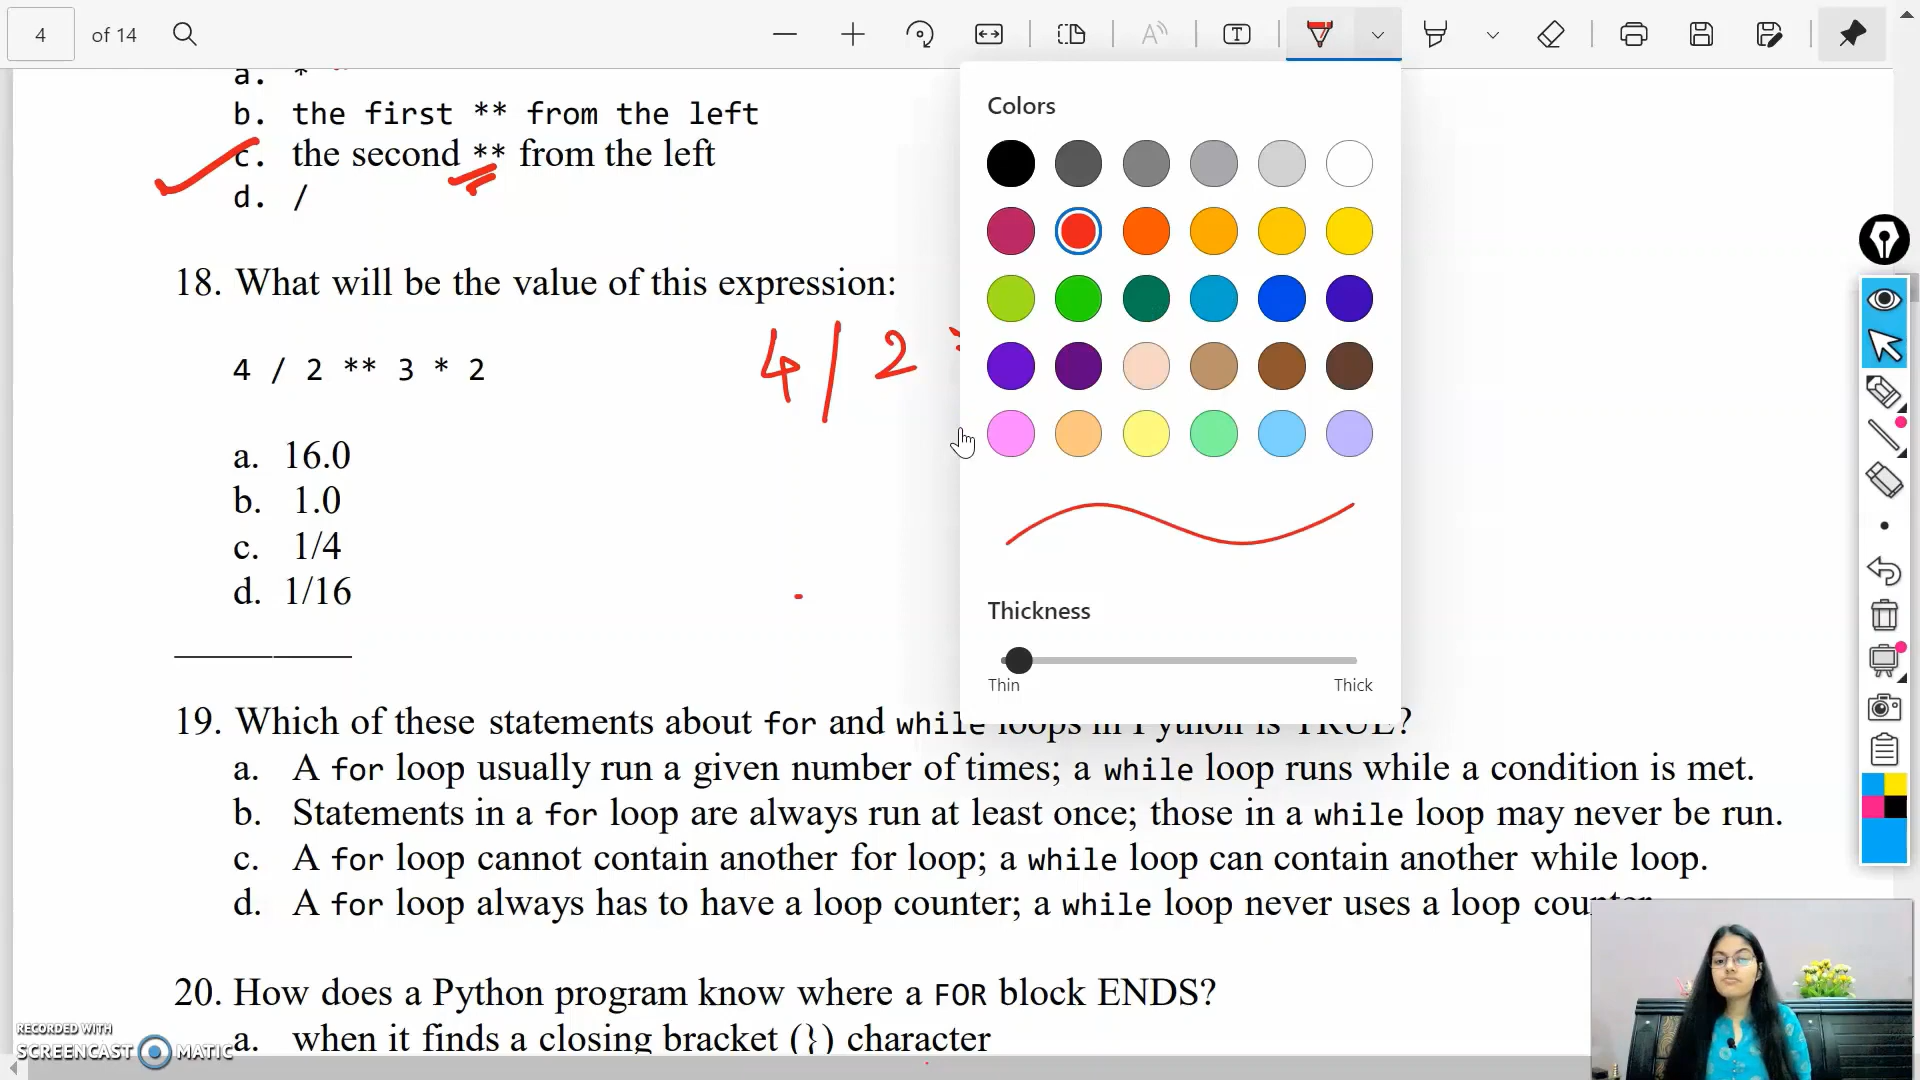 4 of 14
a. *
b. the first ** from the left
c. the second ** from the left
d. /
18. What will be the value of this expression:
4 / 2 ** 3 * 2
4 / 2
a. 16.0
b. 1.0
c. 1/4
d. 1/16
Colors
Thickness
Thin Thick
19. Which of these statements about for and while loops in Python is TRUE?
a. A for loop usually run a given number of times; a while loop runs while a condition is met.
b. Statements in a for loop are always run at least once; those in a while loop may never be run.
c. A for loop cannot contain another for loop; a while loop can contain another while loop.
d. A for loop always has to have a loop counter; a while loop never uses a loop counter
20. How does a Python program know where a FOR block ENDS?
a. when it finds a closing bracket (}) character
RECORDED WITH
SCREENCAST MATIC